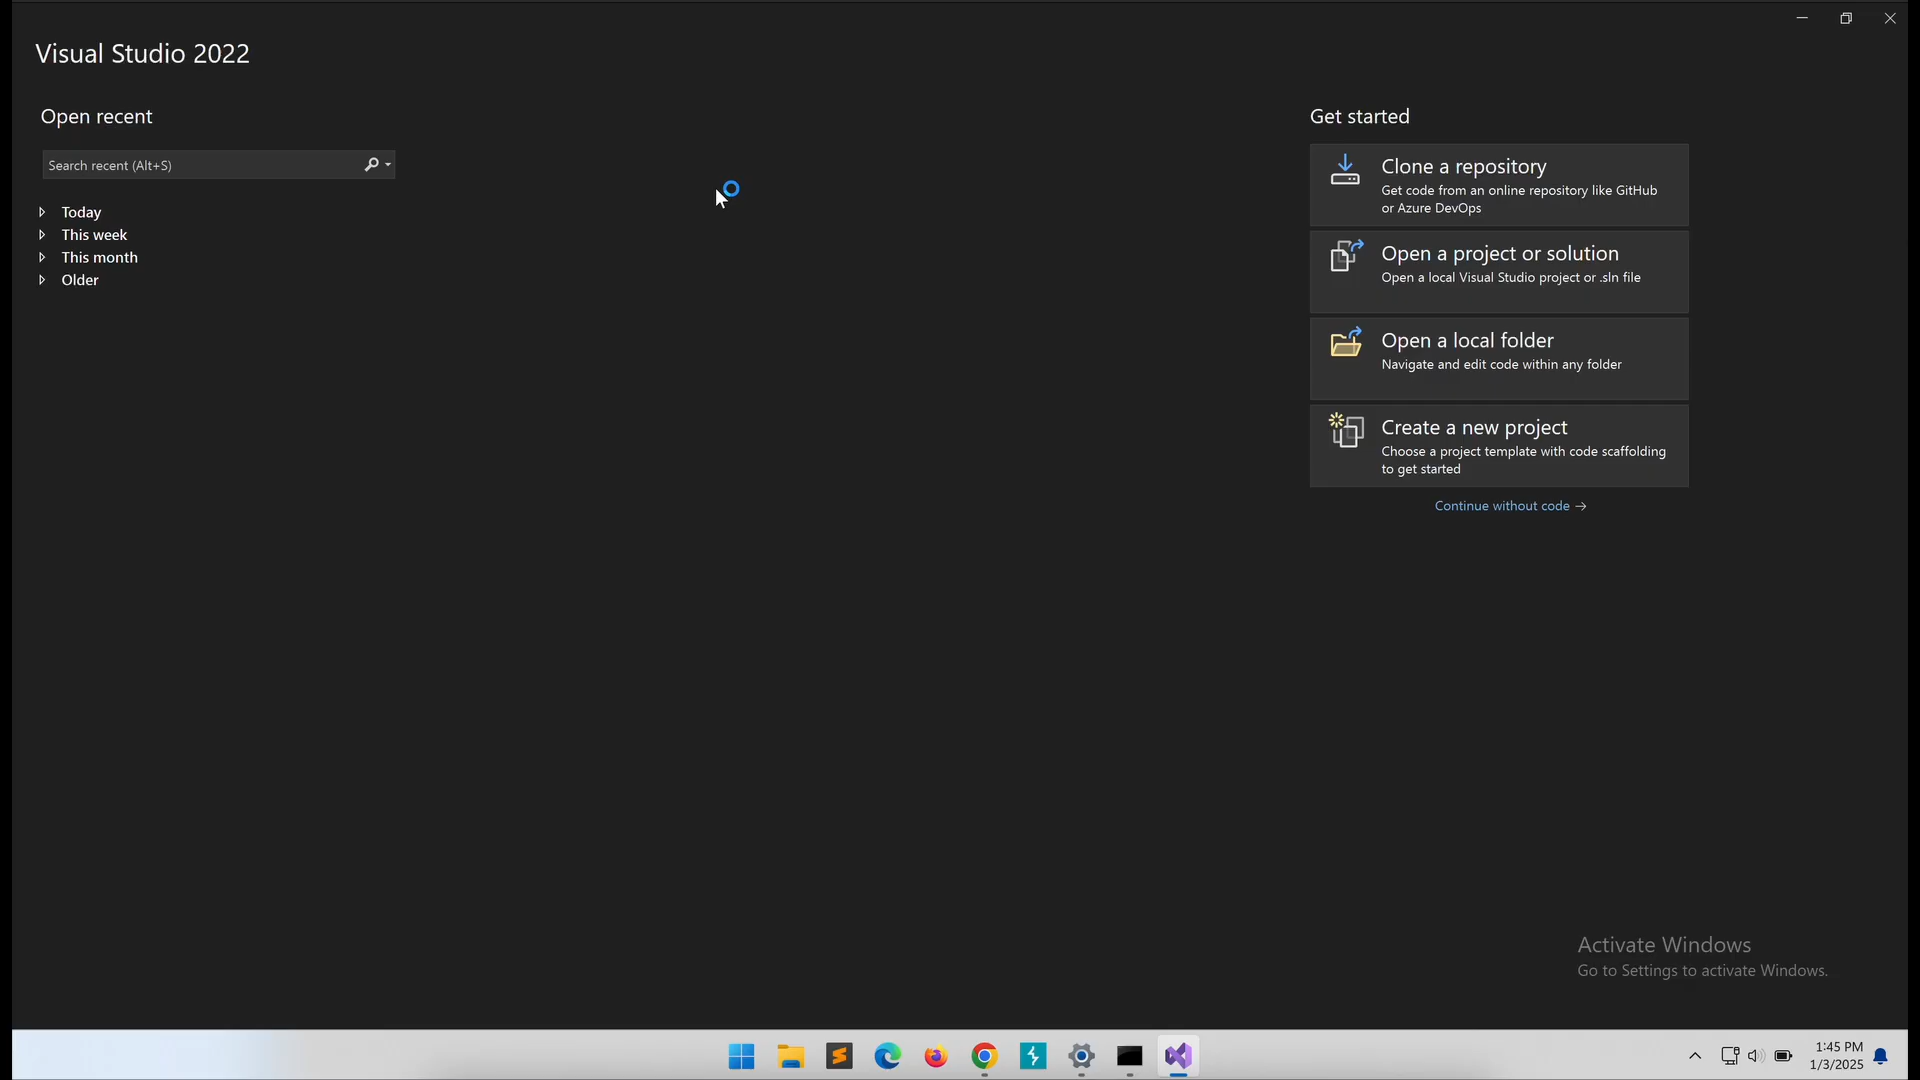 Visual Studio 2022
Open recent
Search recent (Alt+S)
Today
This week
This month
Older
Get started
Clone a repository
Get code from an online repository like GitHub
or Azure DevOps
Open a project or solution
Open a local Visual Studio project or .sln file
Open a local folder
Navigate and edit code within any folder
Create a new project
Choose a project template with code scaffolding
to get started
Continue without code →
Activate Windows
Go to Settings to activate Windows.
1:45 PM
1/3/2025